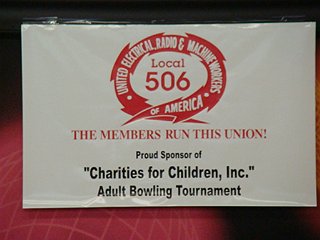 UNITED ELECTRICAL, RADIO & MACHINE WORKERS
Local
506
OF AMERICA
THE MEMBERS RUN THIS UNION!
Proud Sponsor of
"Charities for Children, Inc."
Adult Bowling Tournament